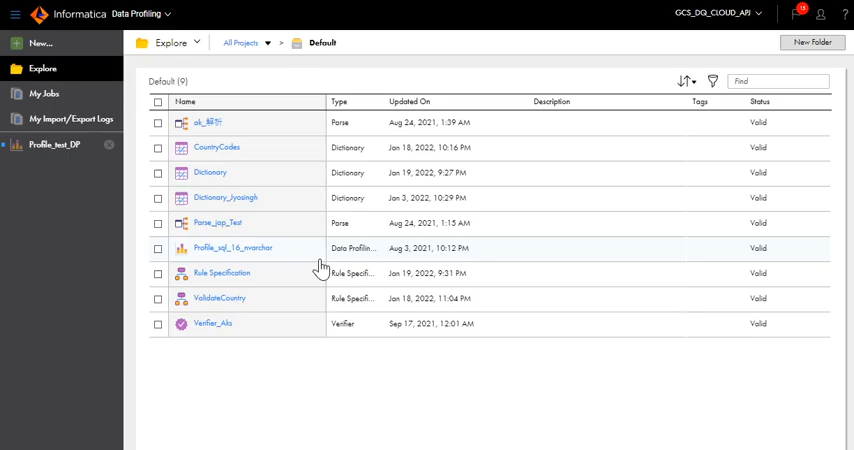 Informatica Data Profiling
GCS_DQ_CLOUD_APJ
15
?
New...
Explore
My Jobs
My Import/Export Logs
Profile_test_DP
Explore
All Projects > Default
New Folder
Default (9)
Find
Name Type Updated On Description Tags Status
ak_解析 Parse Aug 24, 2021, 1:39 AM Valid
CountryCodes Dictionary Jan 18, 2022, 10:16 PM Valid
Dictionary Dictionary Jan 19, 2022, 9:27 PM Valid
Dictionary_Jyosingh Dictionary Jan 3, 2022, 10:29 PM Valid
Parse_jap_Test Parse Aug 24, 2021, 1:15 AM Valid
Profile_sql_16_nvarchar Data Profilin... Aug 3, 2021, 10:12 PM Valid
Rule Specification Rule Specifi... Jan 19, 2022, 9:31 PM Valid
ValidateCountry Rule Specifi... Jan 18, 2022, 11:04 PM Valid
Verifier_Aks Verifier Sep 17, 2021, 12:01 AM Valid